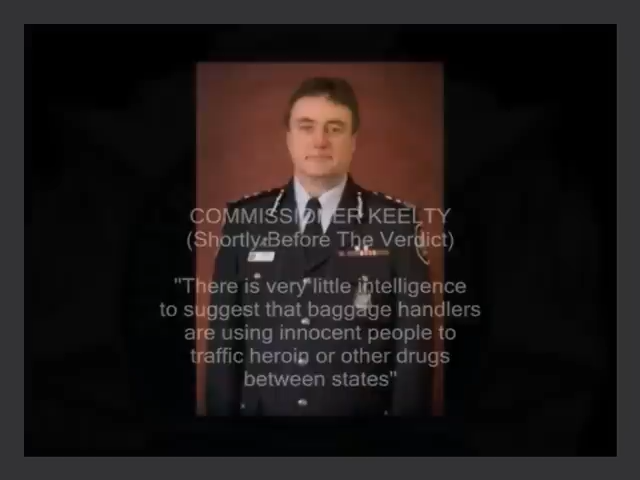 COMMISSIONER KEELTY
(Shortly Before The Verdict)
"There is very little intelligence
to suggest that baggage handlers
are using innocent people to
traffic heroin or other drugs
between states"